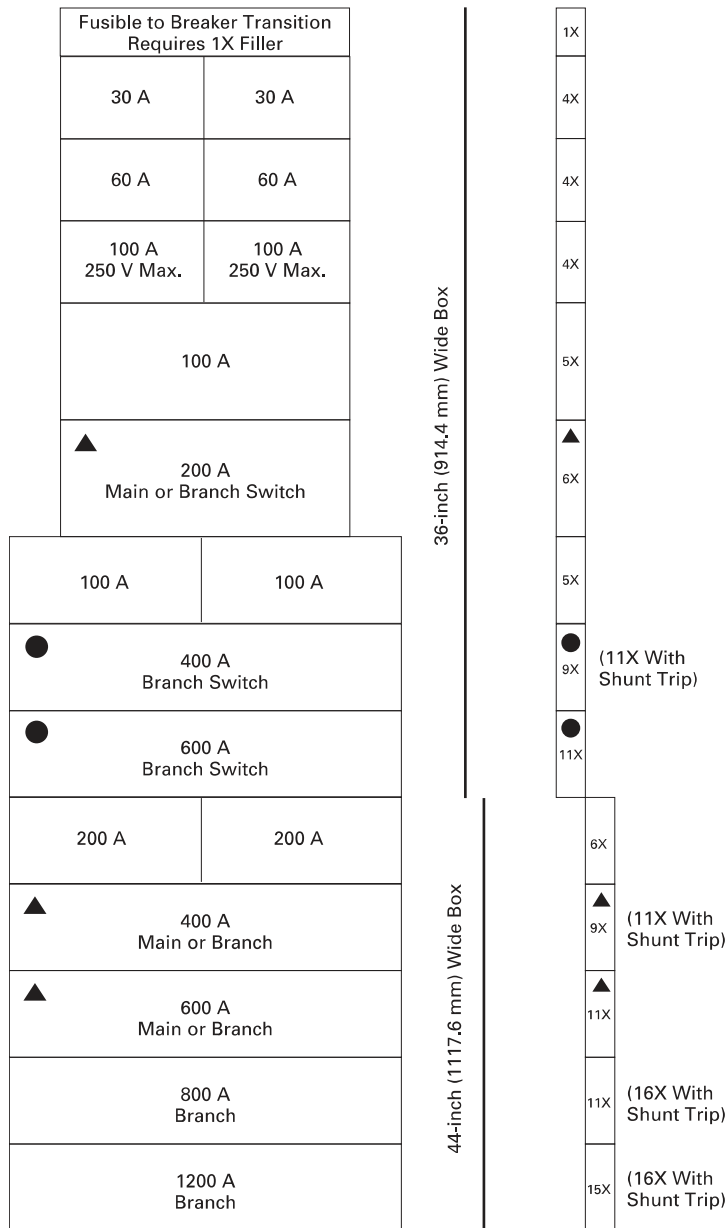 Fusible to Breaker Transition
Requires 1X Filler
1X
30 A
30 A
4X
60 A
60 A
4X
100 A
250 V Max.
100 A
250 V Max.
4X
100 A
5X
200 A
Main or Branch Switch
6X
36-inch (914.4 mm) Wide Box
100 A
100 A
5X
400 A
Branch Switch
9X
(11X With
Shunt Trip)
600 A
Branch Switch
11X
200 A
200 A
6X
400 A
Main or Branch
9X
(11X With
Shunt Trip)
600 A
Main or Branch
11X
44-inch (1117.6 mm) Wide Box
800 A
Branch
11X
(16X With
Shunt Trip)
1200 A
Branch
15X
(16X With
Shunt Trip)